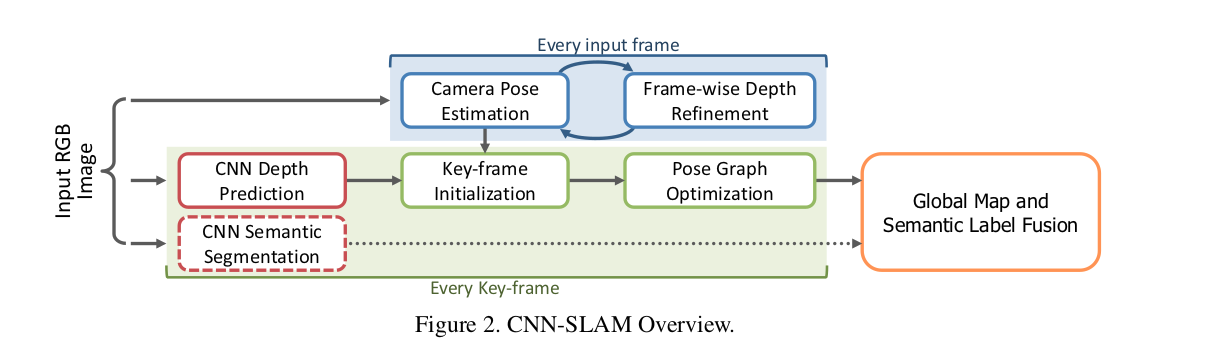 Every input frame
Camera Pose
Estimation
Frame-wise Depth
Refinement
Input RGB
Image
CNN Depth
Prediction
Key-frame
Initialization
Pose Graph
Optimization
Global Map and
Semantic Label Fusion
CNN Semantic
Segmentation
Every Key-frame
Figure 2. CNN-SLAM Overview.